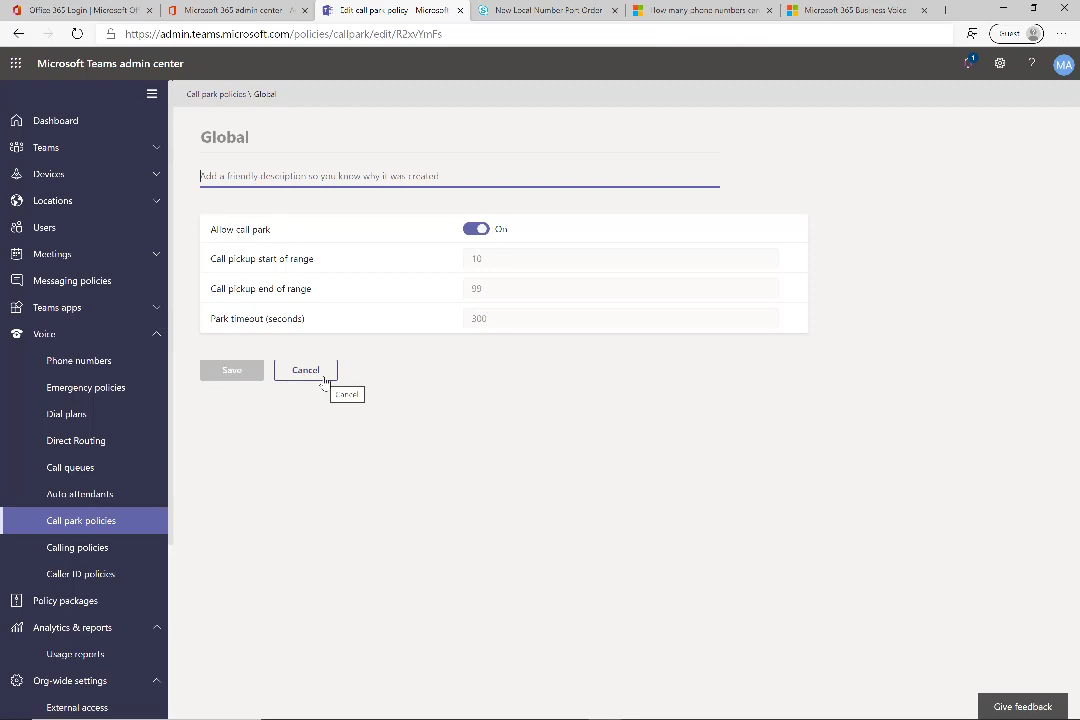 Office 365 Login | Microsoft Of
Microsoft 365 admin center
Edit call park policy - Microsoft
New Local Number Port Order
How many phone numbers can
Microsoft 365 Business Voice
https://admin.teams.microsoft.com/policies/callpark/edit/R2xvYmFs
Guest
Microsoft Teams admin center
1
MA
Call park policies \ Global
Dashboard
Teams
Devices
Locations
Users
Meetings
Messaging policies
Teams apps
Voice
Phone numbers
Emergency policies
Dial plans
Direct Routing
Call queues
Auto attendants
Call park policies
Calling policies
Caller ID policies
Policy packages
Analytics & reports
Usage reports
Org-wide settings
External access
Global
Add a friendly description so you know why it was created
Allow call park
On
Call pickup start of range
10
Call pickup end of range
99
Park timeout (seconds)
300
Save
Cancel
Cancel
Give feedback